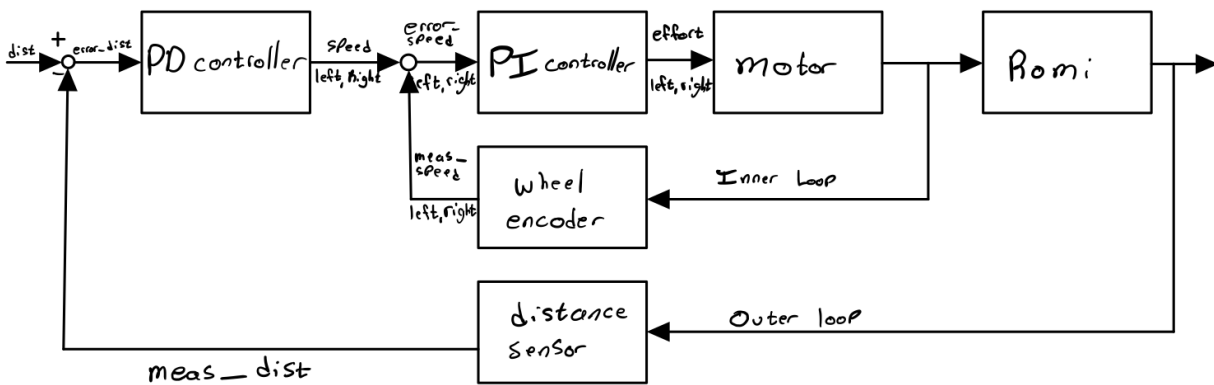 dist
+
-
error_dist
PD controller
speed
left, Right
error_
speed
left, right
PI controller
effort
left, right
Motor
Romi
meas_
speed
left, right
wheel
encoder
Inner Loop
distance
sensor
Outer loop
meas_dist